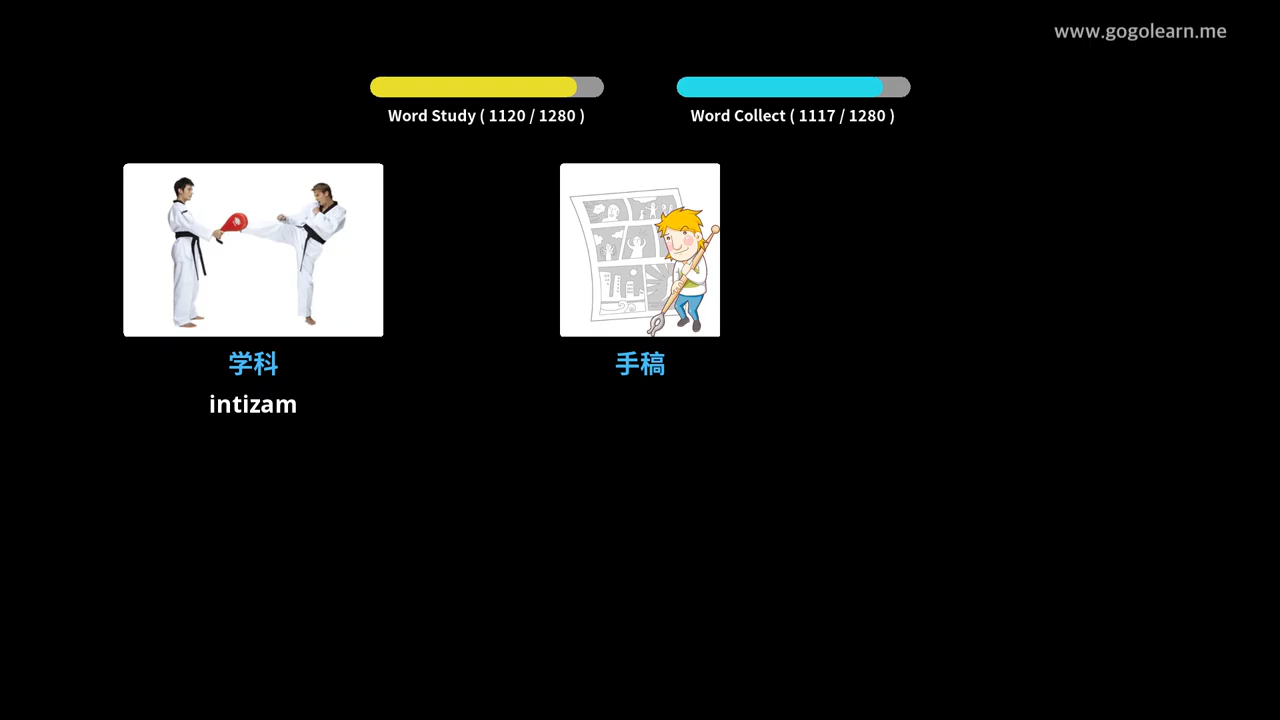 www.gogolearn.me
Word Study ( 1120 / 1280 )
Word Collect ( 1117 / 1280 )
学科
手稿
intizam